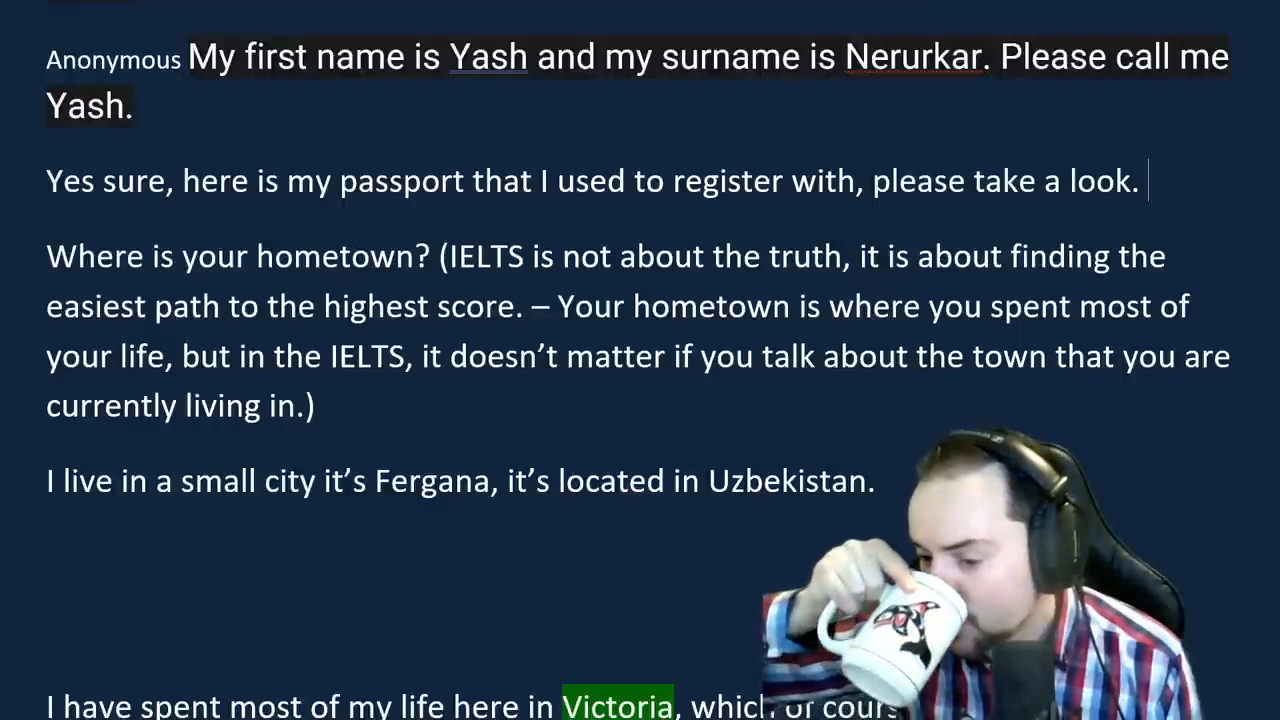 Anonymous My first name is Yash and my surname is Nerurkar. Please call me
Yash.
Yes sure, here is my passport that I used to register with, please take a look.
Where is your hometown? (IELTS is not about the truth, it is about finding the
easiest path to the highest score. – Your hometown is where you spent most of
your life, but in the IELTS, it doesn’t matter if you talk about the town that you are
currently living in.)
I live in a small city it’s Fergana, it’s located in Uzbekistan.
I have spent most of my life here in Victoria, which of